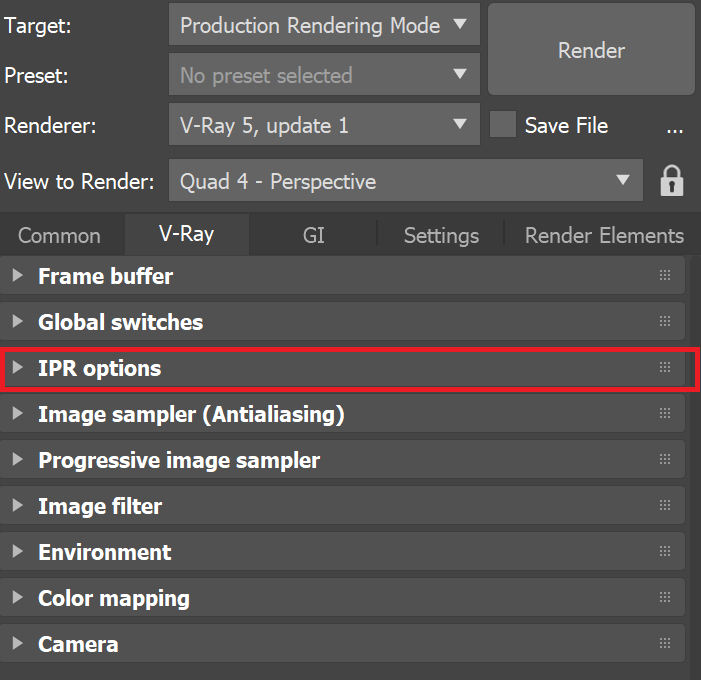 Target: Production Rendering Mode
Render
Preset: No preset selected
Renderer: V-Ray 5, update 1 Save File ...
View to Render: Quad 4 - Perspective
Common V-Ray GI Settings Render Elements
Frame buffer
Global switches
IPR options
Image sampler (Antialiasing)
Progressive image sampler
Image filter
Environment
Color mapping
Camera